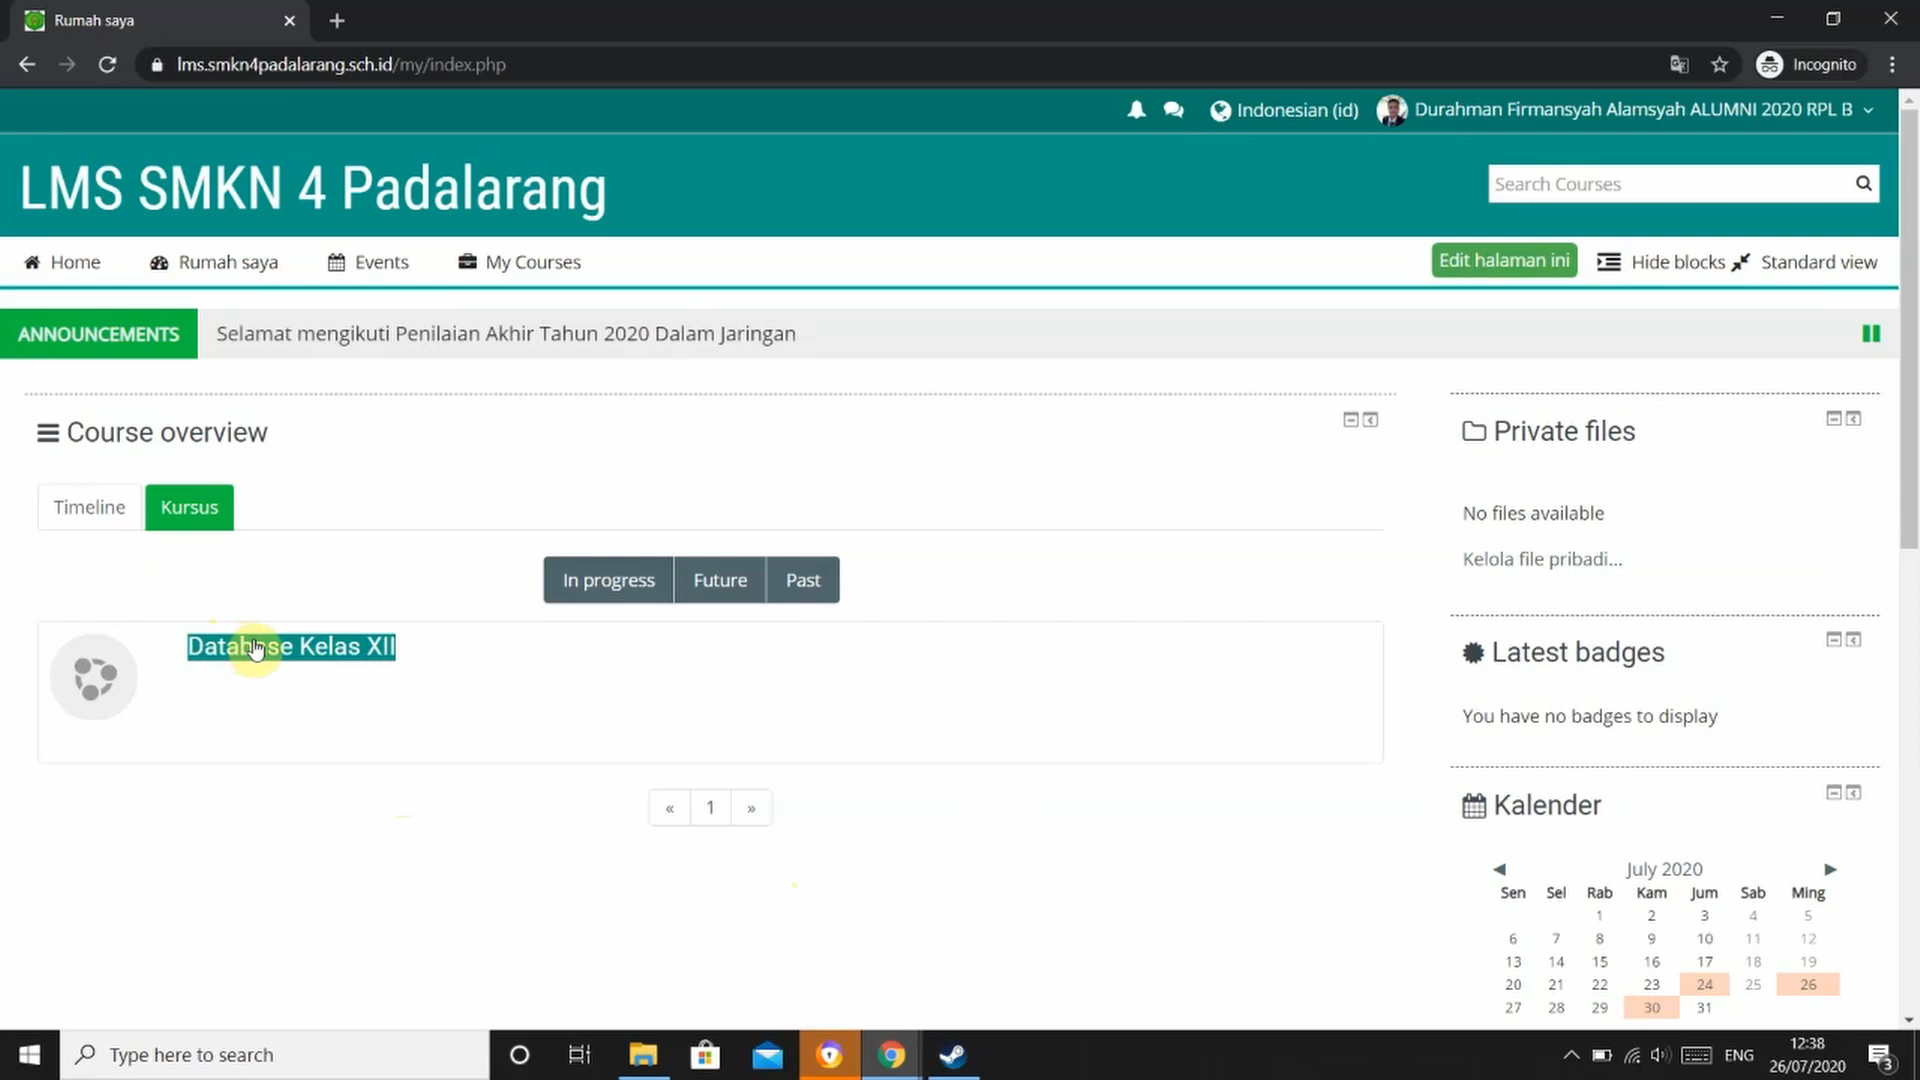 Rumah saya
lms.smkn4padalarang.sch.id/my/index.php
Incognito
Indonesian (id)
Durahman Firmansyah Alamsyah ALUMNI 2020 RPL B
LMS SMKN 4 Padalarang
Search Courses
Home
Rumah saya
Events
My Courses
Edit halaman ini
Hide blocks
Standard view
ANNOUNCEMENTS
Selamat mengikuti Penilaian Akhir Tahun 2020 Dalam Jaringan
Course overview
Timeline
Kursus
In progress
Future
Past
Database Kelas XII
« 1 »
Private files
No files available
Kelola file pribadi...
Latest badges
You have no badges to display
Kalender
◀ July 2020 ▶
Sen Sel Rab Kam Jum Sab Ming
1 2 3 4 5
6 7 8 9 10 11 12
13 14 15 16 17 18 19
20 21 22 23 24 25 26
27 28 29 30 31
Type here to search
ENG
12:38
26/07/2020
3